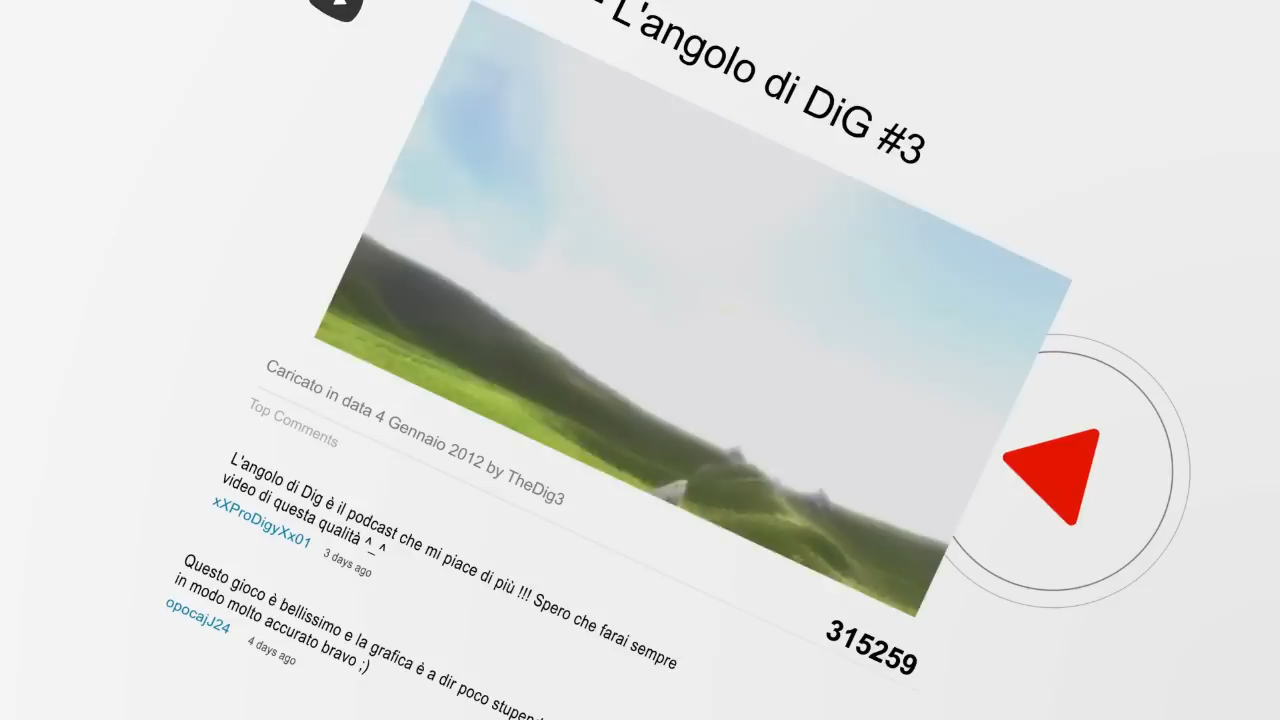 L'angolo di DiG #3
Caricato in data 4 Gennaio 2012 by TheDig3
315259
Top Comments
L'angolo di Dig è il podcast che mi piace di più !!! Spero che farai sempre
video di questa qualità ^_^
xXProDigyXx01 3 days ago
Questo gioco è bellissimo e la grafica è a dir poco
in modo molto accurato bravo ;)
opocajJ24 4 days ago